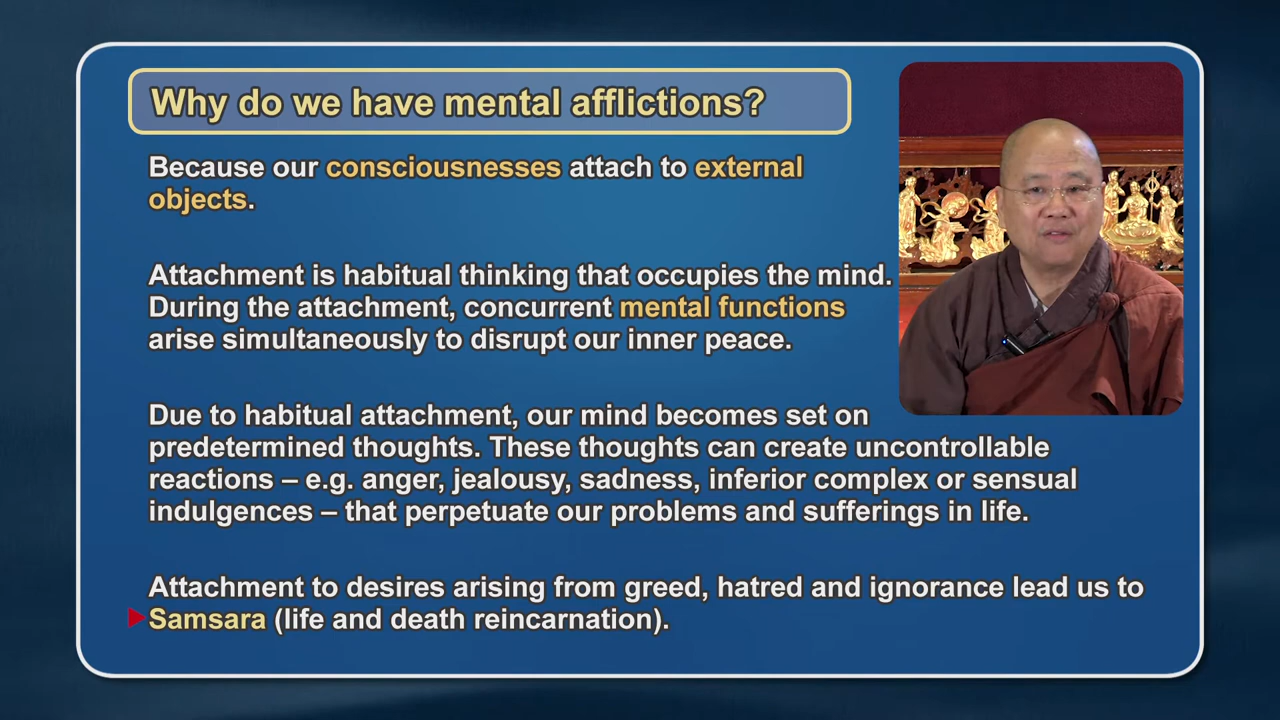 Why do we have mental afflictions?
Because our consciousnesses attach to external
objects.
Attachment is habitual thinking that occupies the mind.
During the attachment, concurrent mental functions
arise simultaneously to disrupt our inner peace.
Due to habitual attachment, our mind becomes set on
predetermined thoughts. These thoughts can create uncontrollable
reactions – e.g. anger, jealousy, sadness, inferior complex or sensual
indulgences – that perpetuate our problems and sufferings in life.
Attachment to desires arising from greed, hatred and ignorance lead us to
Samsara (life and death reincarnation).